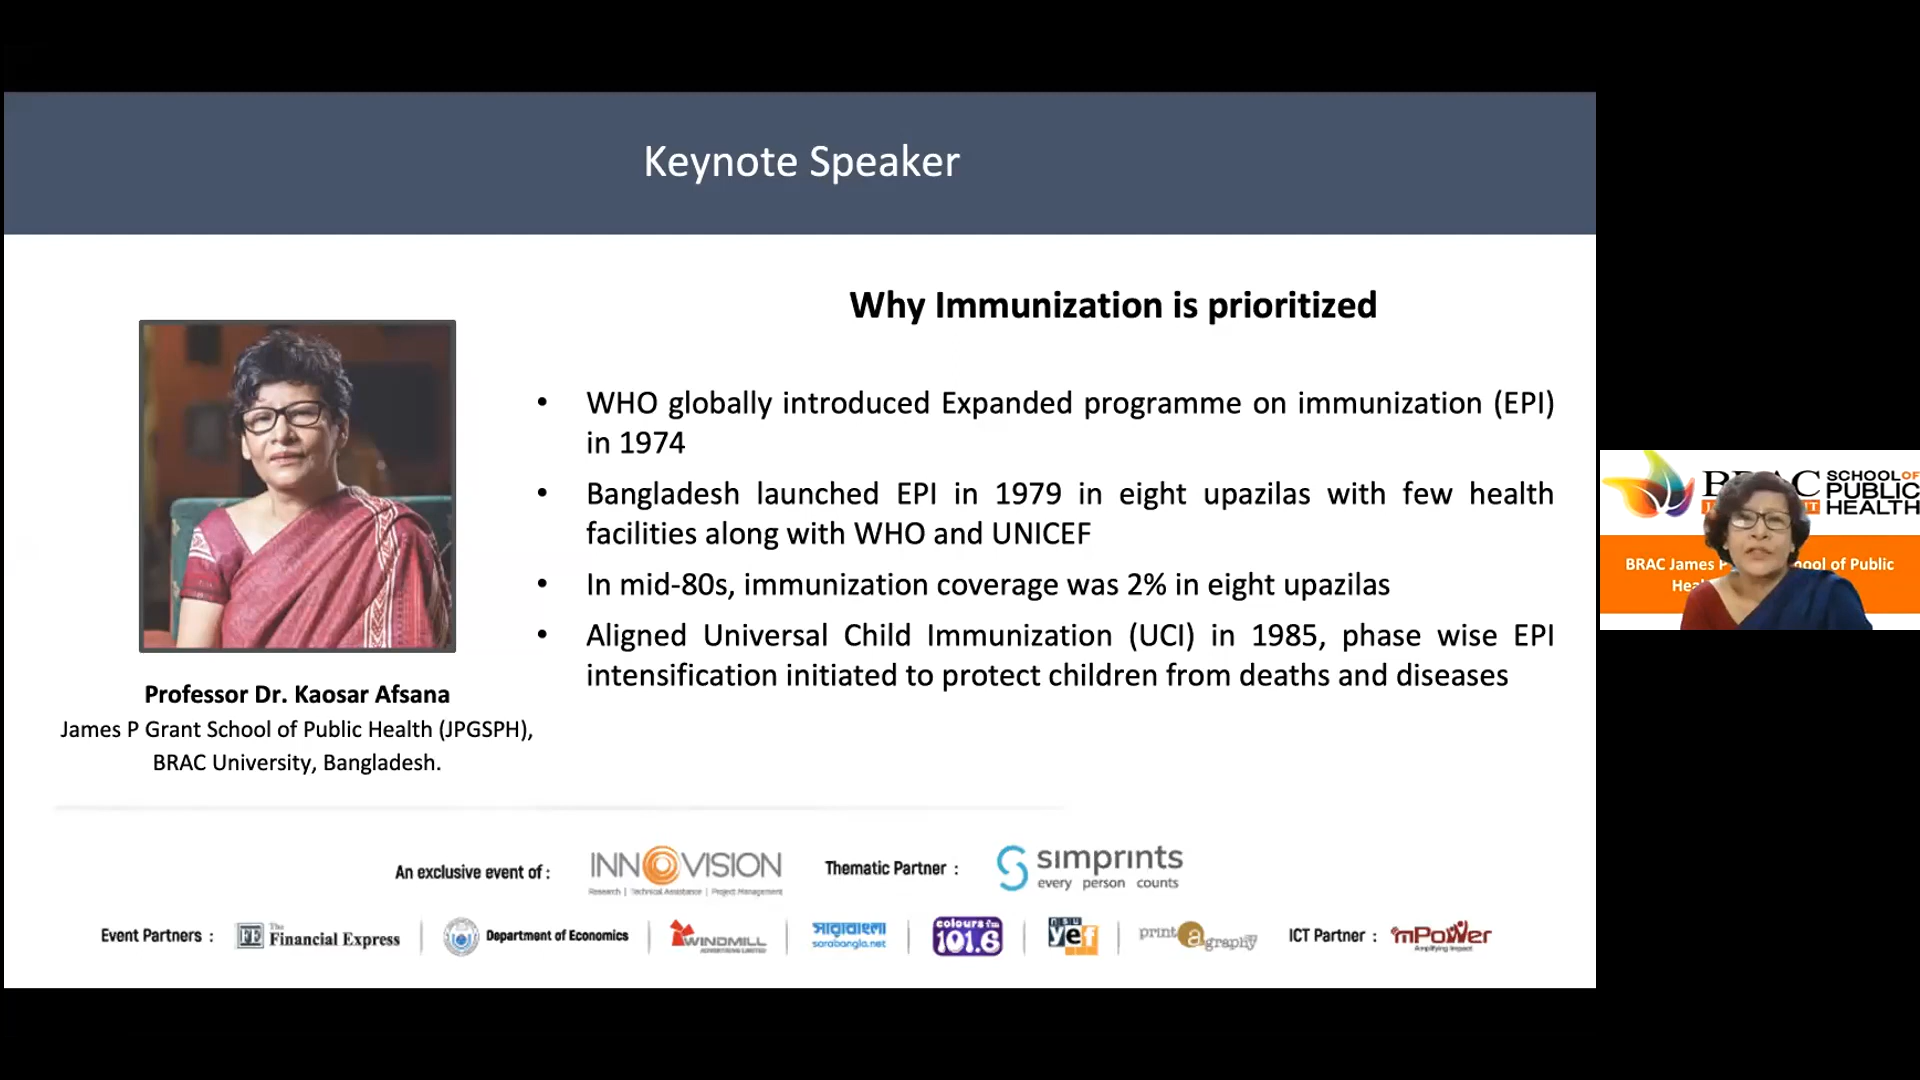 Keynote Speaker
Why Immunization is prioritized
• WHO globally introduced Expanded programme on immunization (EPI)
in 1974
• Bangladesh launched EPI in 1979 in eight upazilas with few health
facilities along with WHO and UNICEF
• In mid-80s, immunization coverage was 2% in eight upazilas
• Aligned Universal Child Immunization (UCI) in 1985, phase wise EPI
intensification initiated to protect children from deaths and diseases
Professor Dr. Kaosar Afsana
James P Grant School of Public Health (JPGSPH),
BRAC University, Bangladesh.
SCHOOL OF
PUBLIC
HEALTH
BRAC James P
of Public
An exclusive event of :
INNOVISION
Research | Technical Assistance | Project Management
Thematic Partner :
simprints
every person counts
Event Partners :
FE The Financial Express
Department of Economics
WINDMILL
ADVERTISING LIMITED
সারাবাংলা
sarabangla.net
colours fm
101.6
nsu
yef
print a graphy
ICT Partner :
mPower
Amplifying Impact